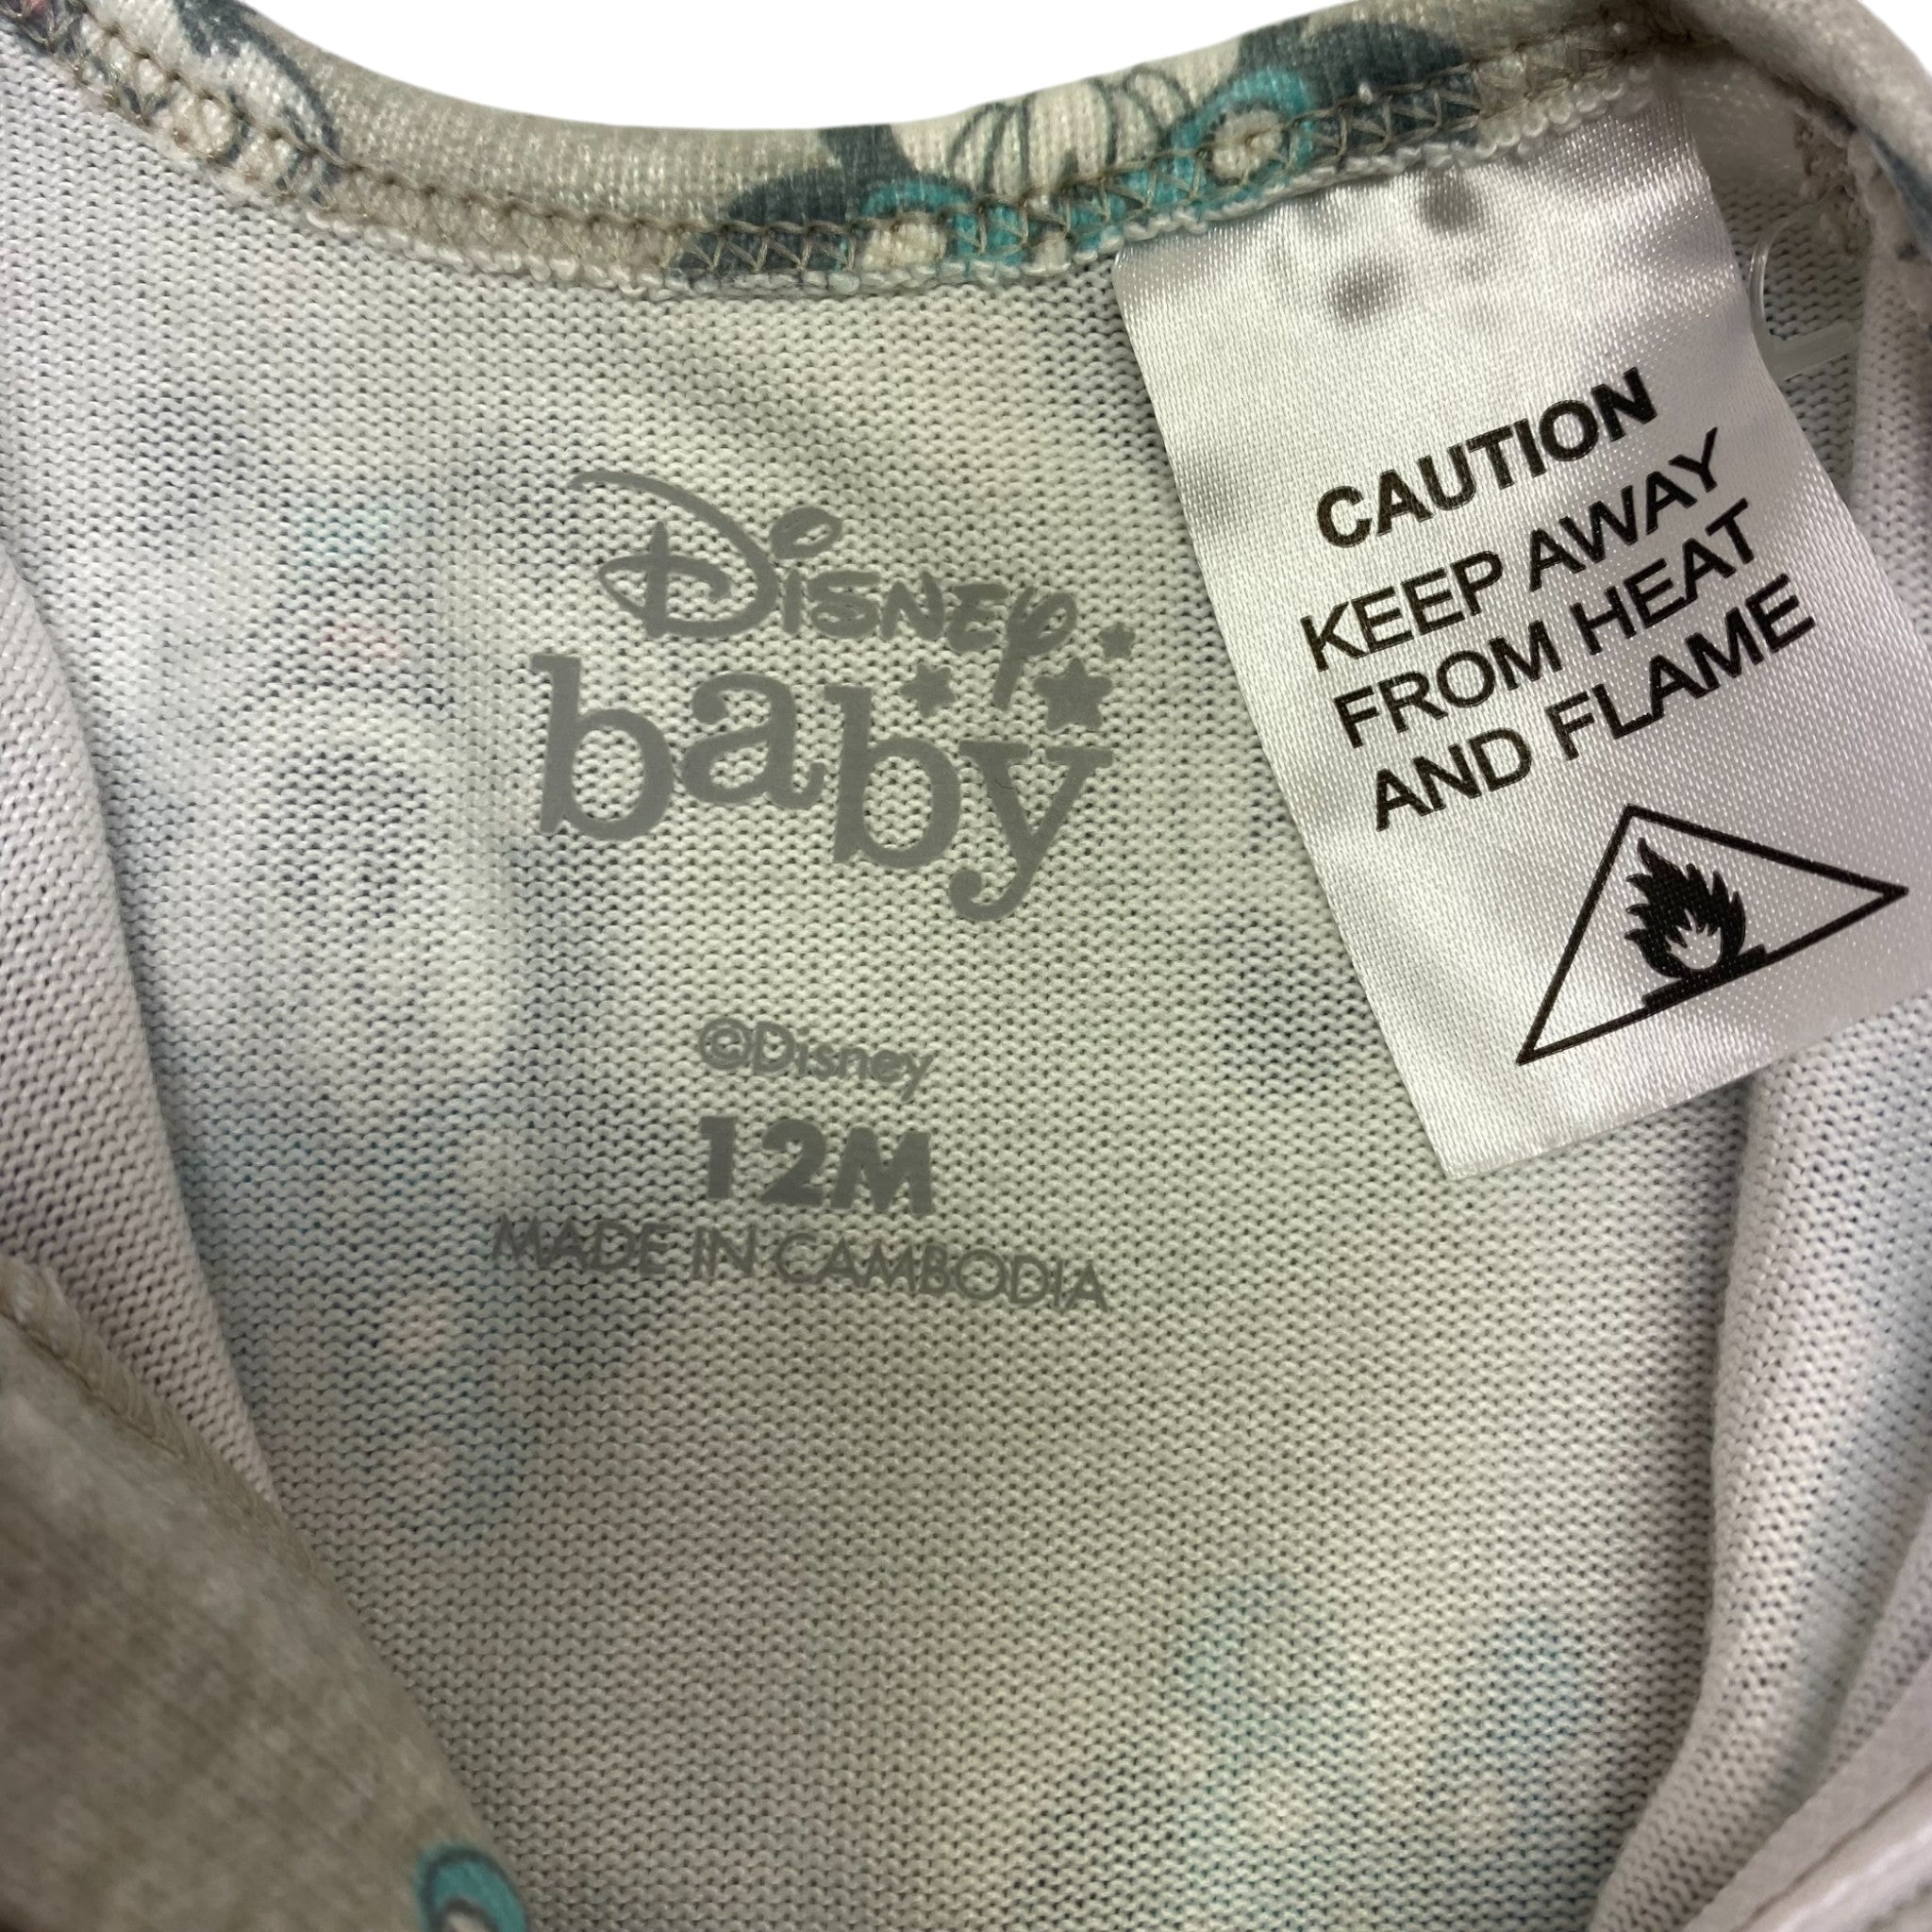 Disney
baby
©Disney
12M
MADE IN CAMBODIA
CAUTION
KEEP AWAY
FROM HEAT
AND FLAME